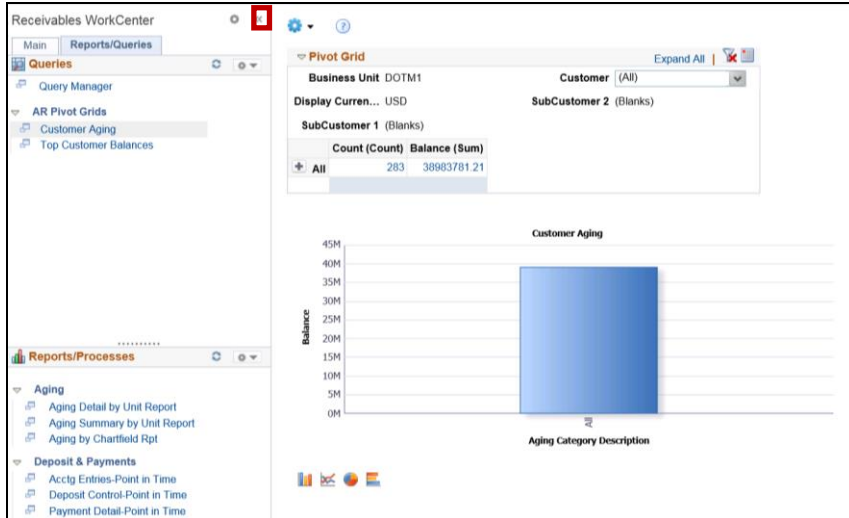 Receivables WorkCenter
Main Reports/Queries
Queries
Query Manager
AR Pivot Grids
Customer Aging
Top Customer Balances
Reports/Processes
Aging
Aging Detail by Unit Report
Aging Summary by Unit Report
Aging by Chartfield Rpt
Deposit & Payments
Acctg Entries-Point in Time
Deposit Control-Point in Time
Payment Detail-Point in Time
Pivot Grid Expand All |
Business Unit DOTM1 Customer (All)
Display Curren... USD SubCustomer 2 (Blanks)
SubCustomer 1 (Blanks)
Count (Count) Balance (Sum)
All 283 38983781.21
Customer Aging
45M
40M
35M
30M
25M
20M
15M
10M
5M
0M
Balance
All
Aging Category Description